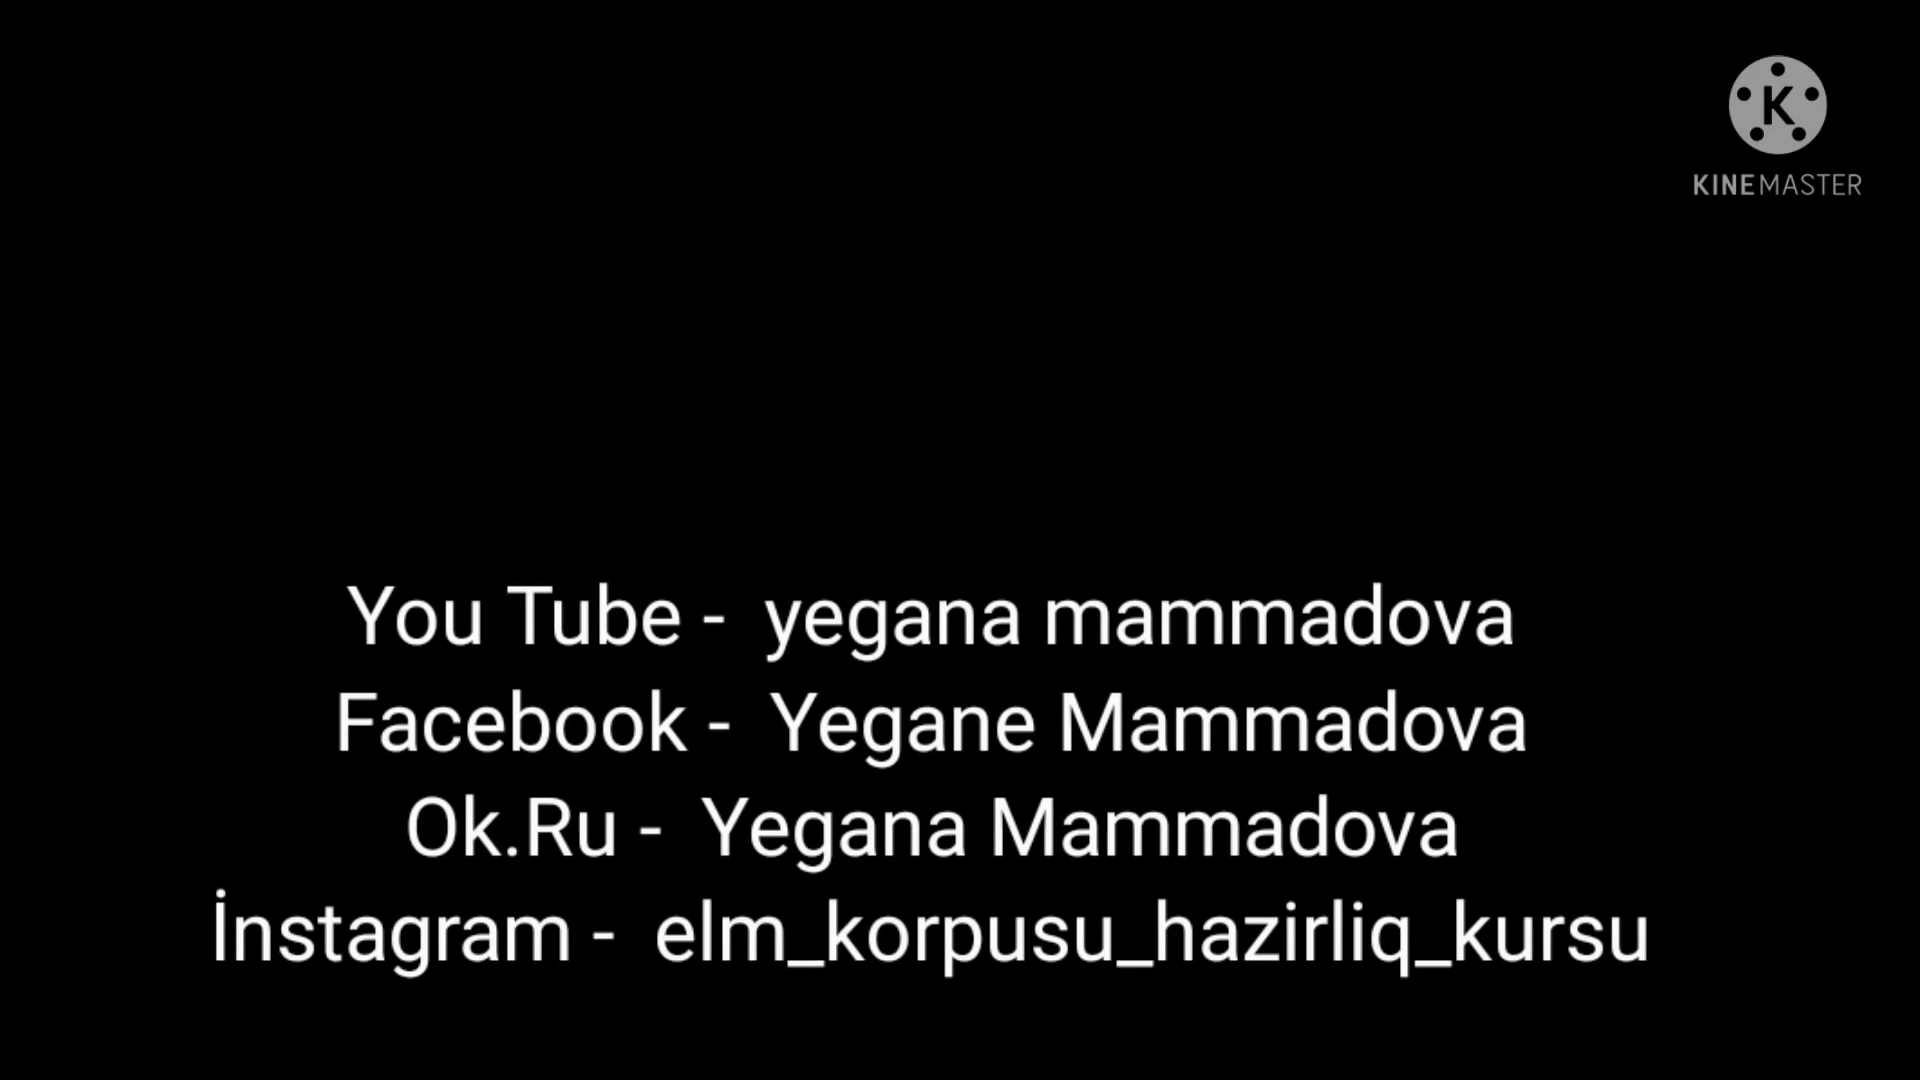 K
KINEMASTER
You Tube - yegana mammadova
Facebook - Yegane Mammadova
Ok.Ru - Yegana Mammadova
İnstagram - elm_korpusu_hazirliq_kursu